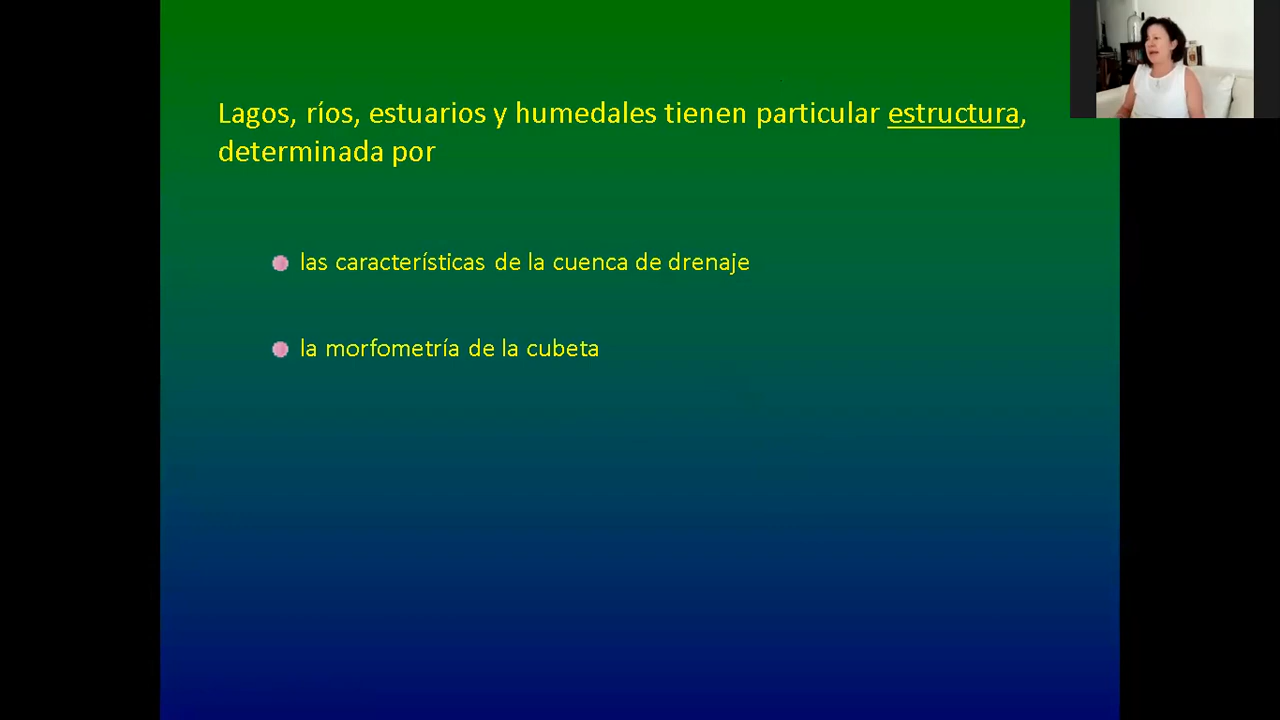 Lagos, ríos, estuarios y humedales tienen particular estructura,
determinada por
las características de la cuenca de drenaje
la morfometría de la cubeta